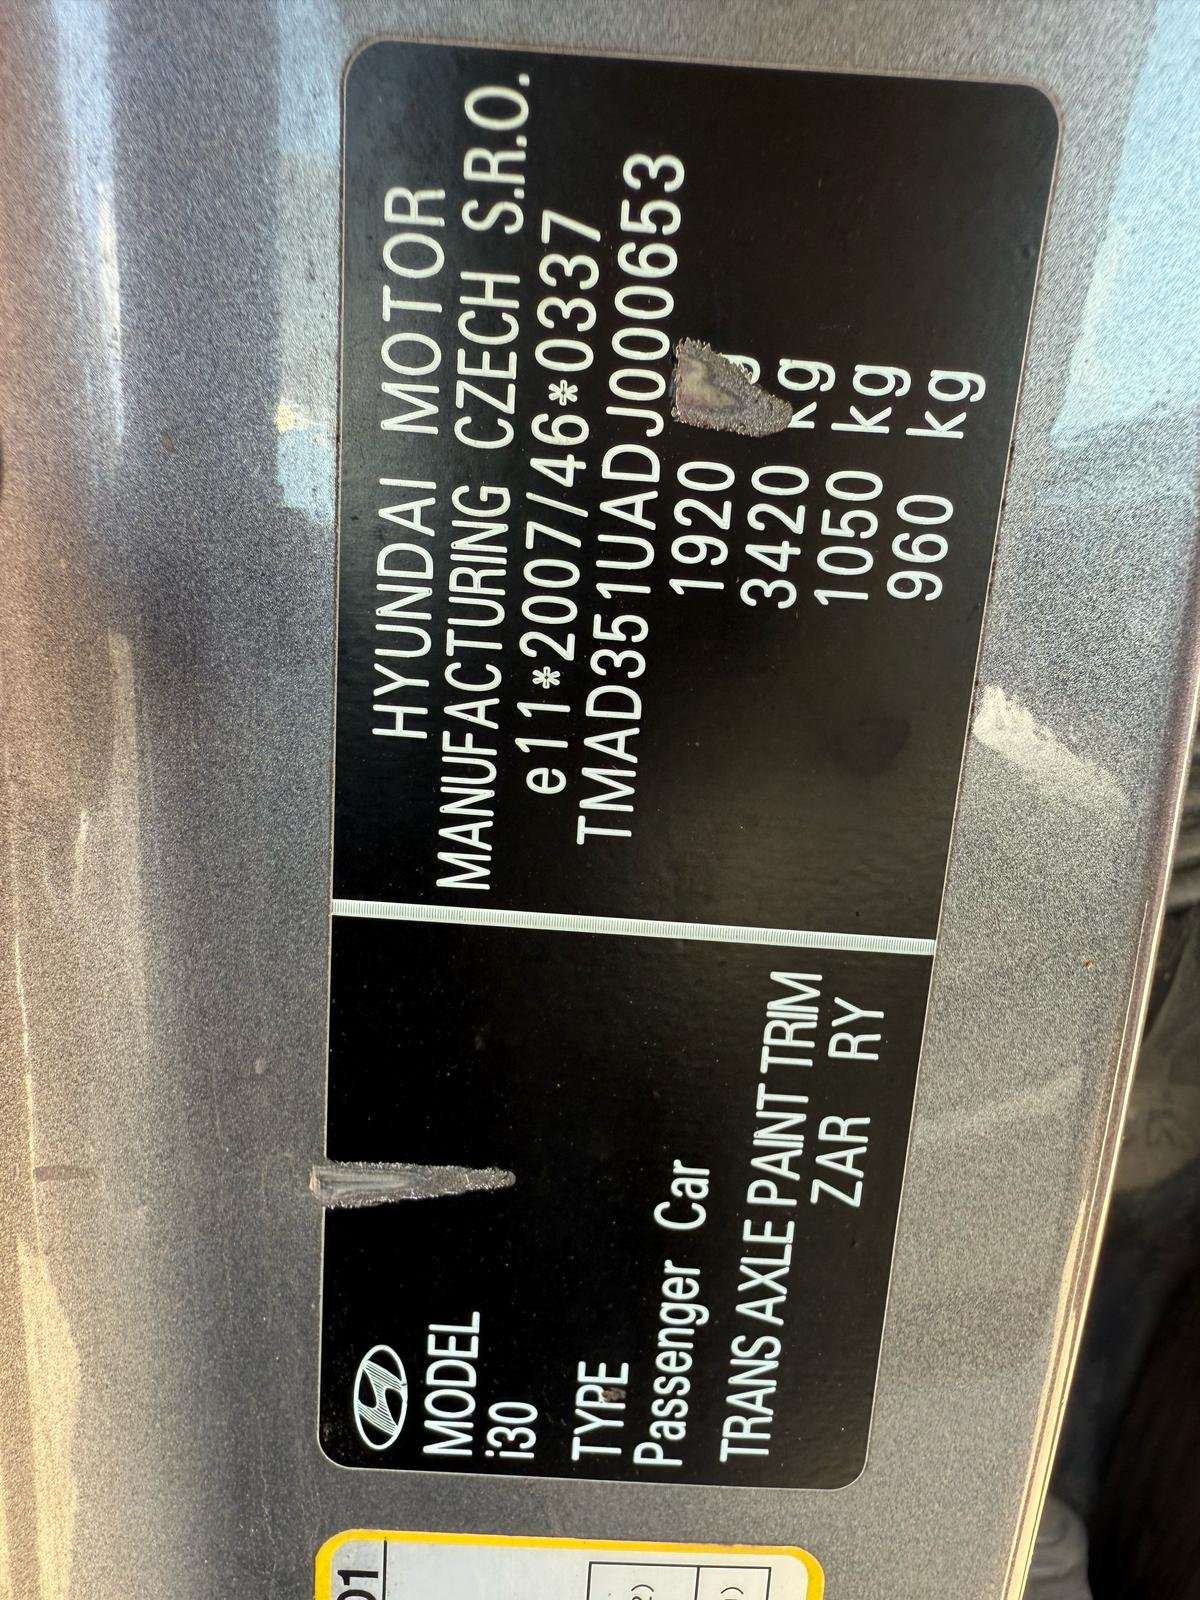 MODEL
i30
TYPE
Passenger Car
TRANS AXLE PAINT TRIM
ZAR RY
HYUNDAI MOTOR
MANUFACTURING CZECH S.R.O.
e11*2007/46*0337
TMAD351UADJ000653
1920
3420 kg
1050 kg
960 kg